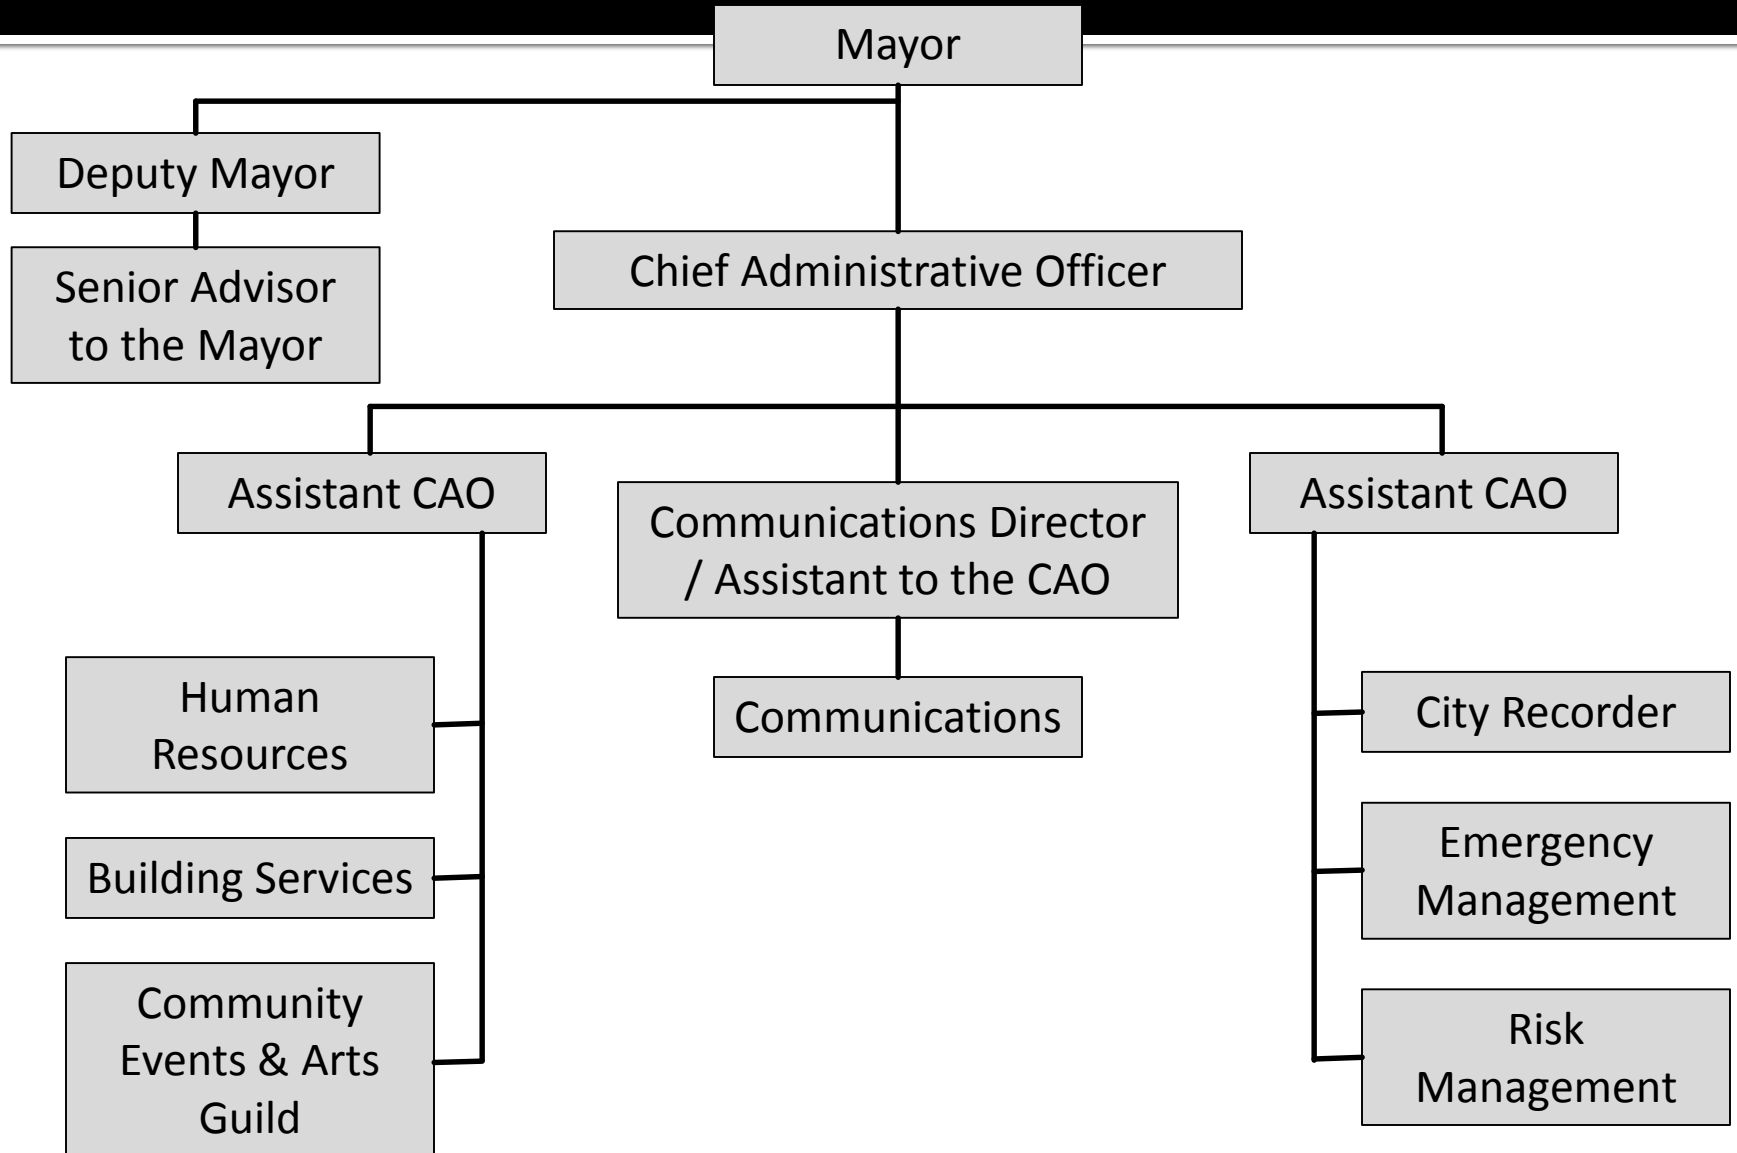 Mayor
Deputy Mayor
Senior Advisor
to the Mayor
Chief Administrative Officer
Assistant CAO
Communications Director
/ Assistant to the CAO
Assistant CAO
Human
Resources
Building Services
Community
Events & Arts
Guild
Communications
City Recorder
Emergency
Management
Risk
Management